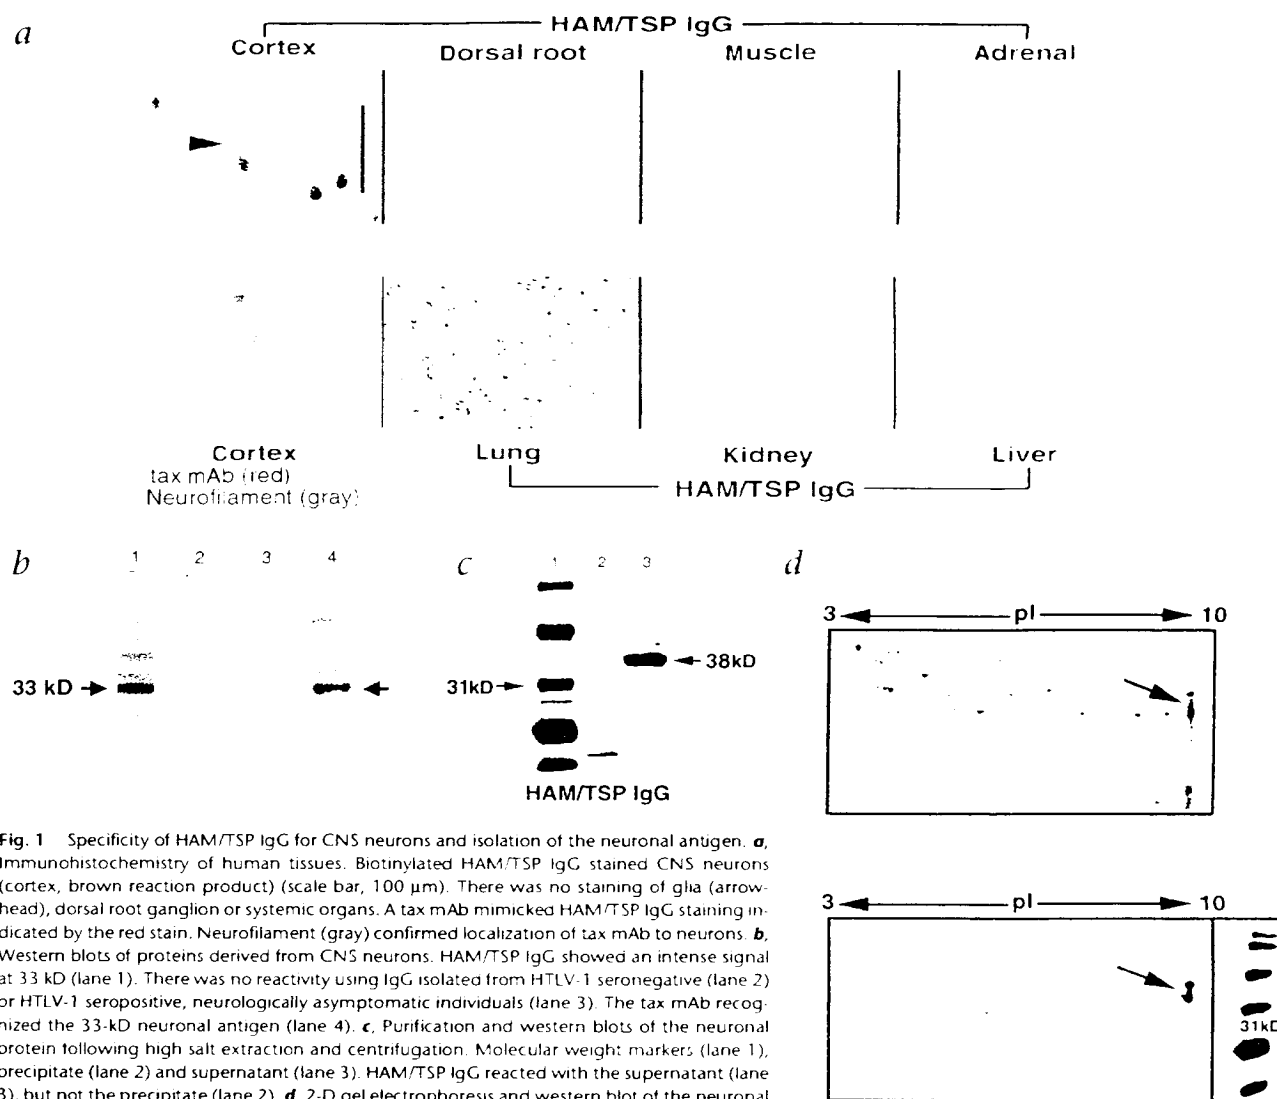 a
HAM/TSP IgG
Cortex Dorsal root Muscle Adrenal
Cortex Lung Kidney Liver
tax mAb (red)
Neurofilament (gray)
HAM/TSP IgG
b 1 2 3 4
33 kD
c 1 2 3
38kD
31kD
HAM/TSP IgG
d
3 pI 10
3 pI 10
31kD
Fig. 1 Specificity of HAM/TSP IgG for CNS neurons and isolation of the neuronal antigen. a,
Immunohistochemistry of human tissues. Biotinylated HAM/TSP IgG stained CNS neurons
(cortex, brown reaction product) (scale bar, 100 µm). There was no staining of glia (arrow-
head), dorsal root ganglion or systemic organs. A tax mAb mimicked HAM/TSP IgG staining in-
dicated by the red stain. Neurofilament (gray) confirmed localization of tax mAb to neurons. b,
Western blots of proteins derived from CNS neurons. HAM/TSP IgG showed an intense signal
at 33 kD (lane 1). There was no reactivity using IgG isolated from HTLV-1 seronegative (lane 2)
or HTLV-1 seropositive, neurologically asymptomatic individuals (lane 3). The tax mAb recog-
nized the 33-kD neuronal antigen (lane 4). c, Purification and western blots of the neuronal
protein following high salt extraction and centrifugation. Molecular weight markers (lane 1),
precipitate (lane 2) and supernatant (lane 3). HAM/TSP IgG reacted with the supernatant (lane
3), but not the precipitate (lane 2). d, 2-D gel electrophoresis and western blot of the neuronal